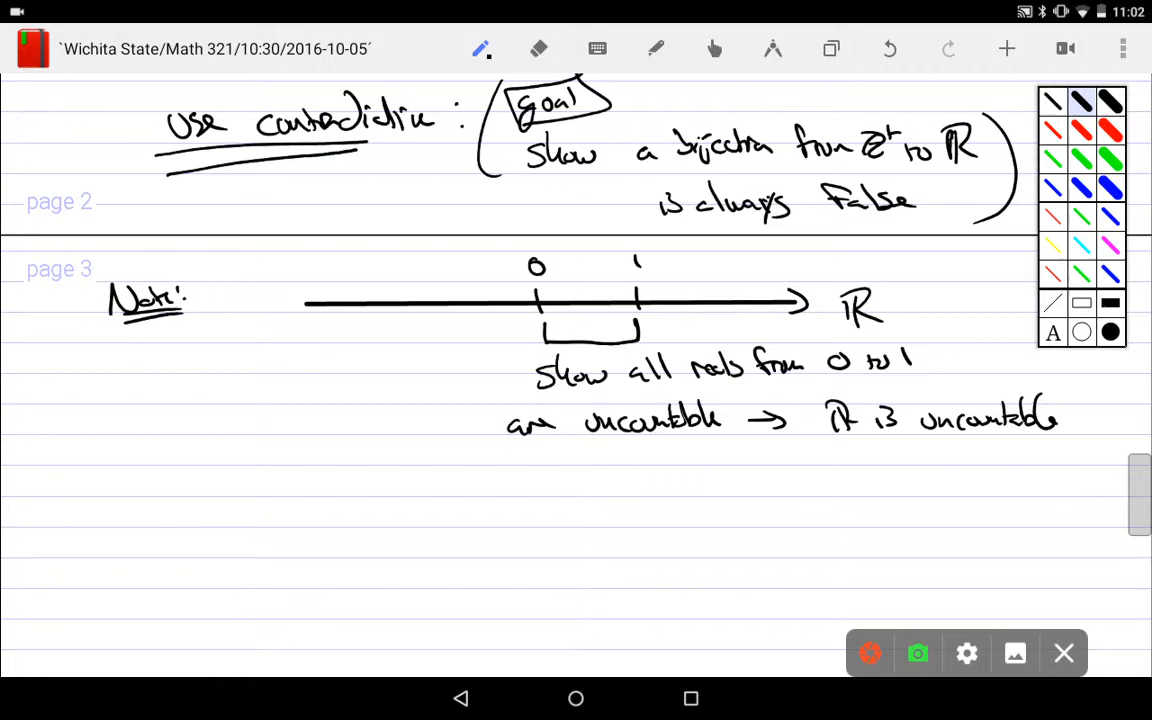 11:02
`Wichita State/Math 321/10:30/2016-10-05´
use contradiction : ( goal
show a bijection from ℤ⁺ to ℝ
is always False )
page 2
page 3
0 1
Note:
ℝ
show all reals from 0 to 1
are uncountable → ℝ is uncountable
A